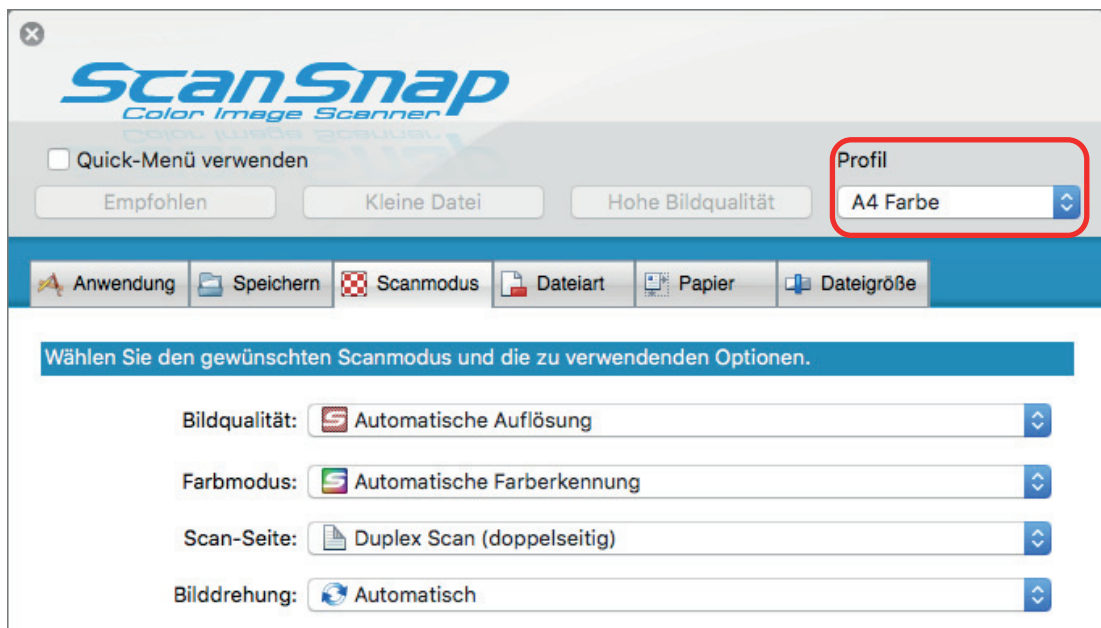 ScanSnap
Color Image Scanner
Quick-Menü verwenden
Profil
Empfohlen
Kleine Datei
Hohe Bildqualität
A4 Farbe
Anwendung
Speichern
Scanmodus
Dateiart
Papier
Dateigröße
Wählen Sie den gewünschten Scanmodus und die zu verwendenden Optionen.
Bildqualität: Automatische Auflösung
Farbmodus: Automatische Farberkennung
Scan-Seite: Duplex Scan (doppelseitig)
Bilddrehung: Automatisch